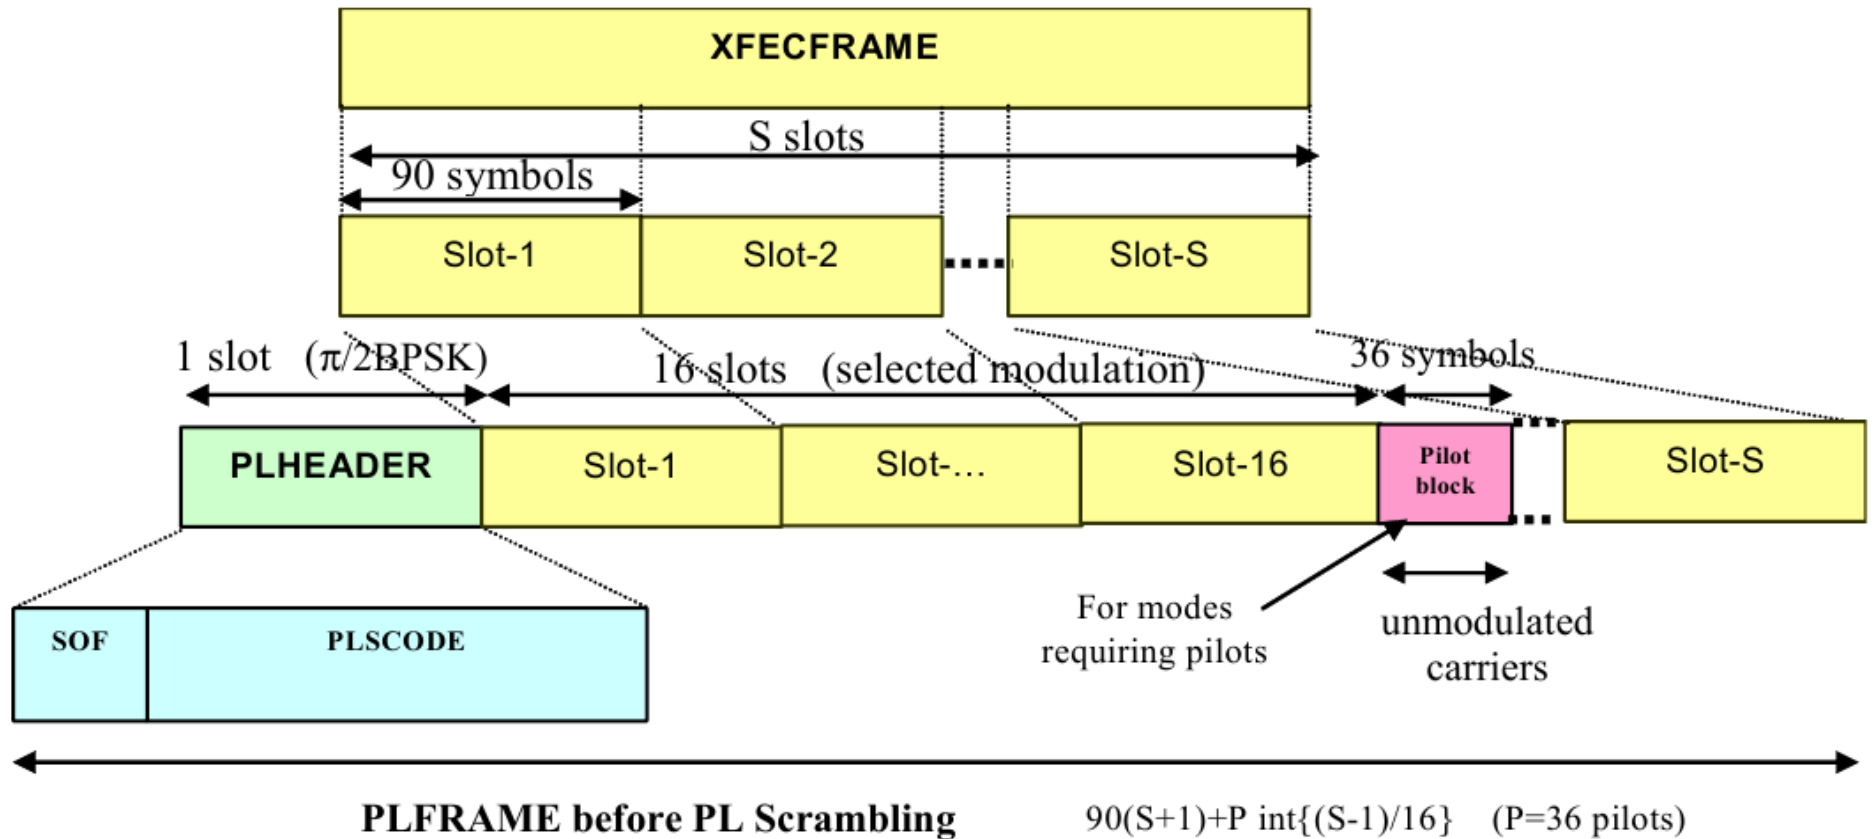 XFECFRAME
S slots
90 symbols
Slot-1
Slot-2
Slot-S
1 slot (π/2BPSK)
16 slots (selected modulation)
36 symbols
PLHEADER
Slot-1
Slot-...
Slot-16
Pilot
block
Slot-S
SOF
PLSCODE
For modes
requiring pilots
unmodulated
carriers
PLFRAME before PL Scrambling
90(S+1)+P int{(S-1)/16} (P=36 pilots)